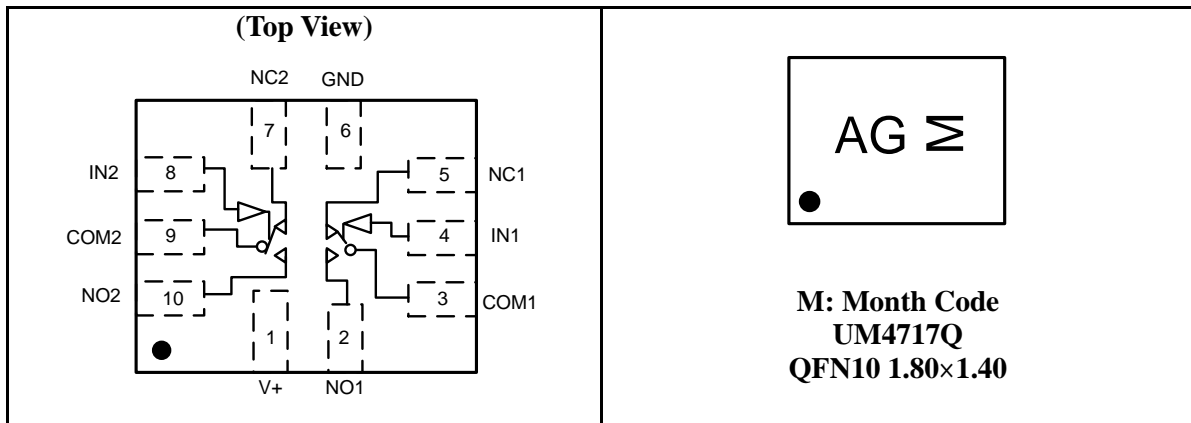 (Top View)
NC2 GND
7 6
IN2 8 5 NC1
COM2 9 4 IN1
NO2 10 3 COM1
1 2
V+ NO1
AG M
M: Month Code
UM4717Q
QFN10 1.80×1.40